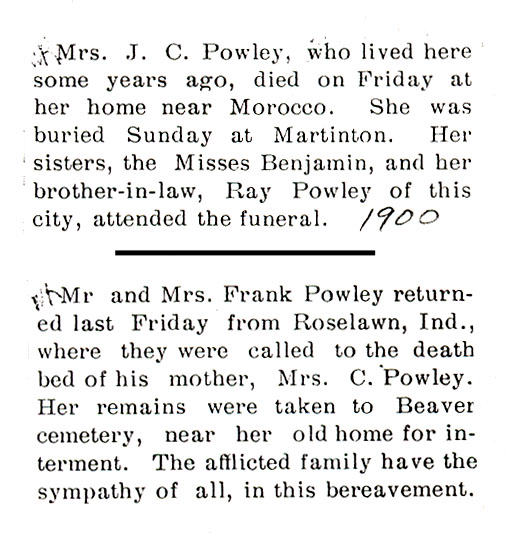 Mrs. J. C. Powley, who lived here
some years ago, died on Friday at
her home near Morocco. She was
buried Sunday at Martinton. Her
sisters, the Misses Benjamin, and her
brother-in-law, Ray Powley of this
city, attended the funeral. 1900
Mr and Mrs. Frank Powley return-
ed last Friday from Roselawn, Ind.,
where they were called to the death
bed of his mother, Mrs. C. Powley.
Her remains were taken to Beaver
cemetery, near her old home for in-
terment. The afflicted family have the
sympathy of all, in this bereavement.